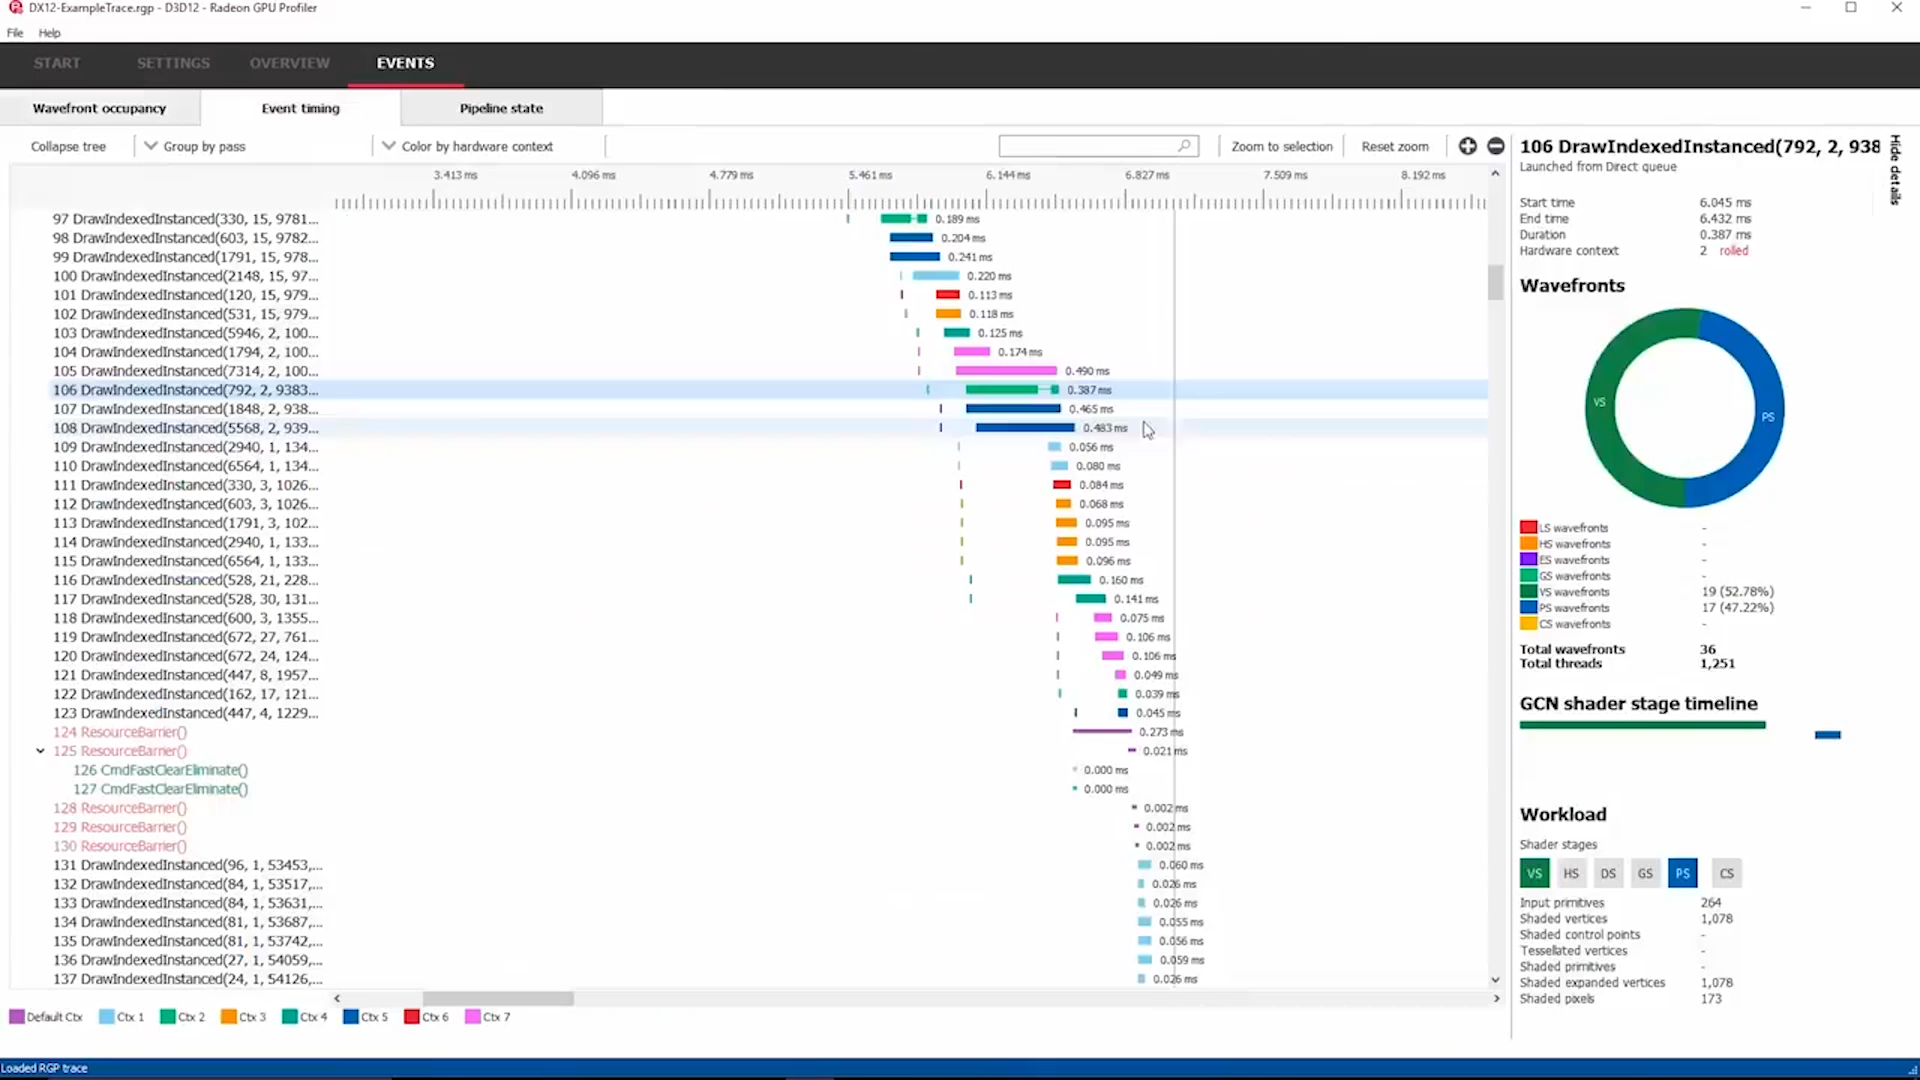 DX12-ExampleTrace.rgp - D3D12 - Radeon GPU Profiler
File Help
START SETTINGS OVERVIEW EVENTS
Wavefront occupancy Event timing Pipeline state
Collapse tree Group by pass Color by hardware context Zoom to selection Reset zoom
3.413 ms 4.096 ms 4.779 ms 5.461 ms 6.144 ms 6.827 ms 7.509 ms 8.192 ms
97 DrawIndexedInstanced(330, 15, 9781... 0.189 ms
98 DrawIndexedInstanced(603, 15, 9782... 0.204 ms
99 DrawIndexedInstanced(1791, 15, 978... 0.241 ms
100 DrawIndexedInstanced(2148, 15, 97... 0.220 ms
101 DrawIndexedInstanced(120, 15, 979... 0.113 ms
102 DrawIndexedInstanced(531, 15, 979... 0.118 ms
103 DrawIndexedInstanced(5946, 2, 100... 0.125 ms
104 DrawIndexedInstanced(1794, 2, 100... 0.174 ms
105 DrawIndexedInstanced(7314, 2, 100... 0.490 ms
106 DrawIndexedInstanced(792, 2, 9383... 0.387 ms
107 DrawIndexedInstanced(1848, 2, 938... 0.465 ms
108 DrawIndexedInstanced(5568, 2, 939... 0.483 ms
109 DrawIndexedInstanced(2940, 1, 134... 0.056 ms
110 DrawIndexedInstanced(6564, 1, 134... 0.080 ms
111 DrawIndexedInstanced(330, 3, 1026... 0.084 ms
112 DrawIndexedInstanced(603, 3, 1026... 0.068 ms
113 DrawIndexedInstanced(1791, 3, 102... 0.095 ms
114 DrawIndexedInstanced(2940, 1, 133... 0.095 ms
115 DrawIndexedInstanced(6564, 1, 133... 0.096 ms
116 DrawIndexedInstanced(528, 21, 228... 0.160 ms
117 DrawIndexedInstanced(528, 30, 131... 0.141 ms
118 DrawIndexedInstanced(600, 3, 1355... 0.075 ms
119 DrawIndexedInstanced(672, 27, 761... 0.106 ms
120 DrawIndexedInstanced(672, 24, 124... 0.106 ms
121 DrawIndexedInstanced(447, 8, 1957... 0.049 ms
122 DrawIndexedInstanced(162, 17, 121... 0.039 ms
123 DrawIndexedInstanced(447, 4, 1229... 0.045 ms
124 ResourceBarrier() 0.273 ms
125 ResourceBarrier() 0.021 ms
126 CmdFastClearEliminate() 0.000 ms
127 CmdFastClearEliminate() 0.000 ms
128 ResourceBarrier() 0.002 ms
129 ResourceBarrier() 0.002 ms
130 ResourceBarrier() 0.002 ms
131 DrawIndexedInstanced(96, 1, 53453,... 0.060 ms
132 DrawIndexedInstanced(84, 1, 53517,... 0.026 ms
133 DrawIndexedInstanced(84, 1, 53631,... 0.026 ms
134 DrawIndexedInstanced(81, 1, 53687,... 0.055 ms
135 DrawIndexedInstanced(81, 1, 53742,... 0.056 ms
136 DrawIndexedInstanced(27, 1, 54059,... 0.059 ms
137 DrawIndexedInstanced(24, 1, 54126,... 0.026 ms
Default Ctx Ctx 1 Ctx 2 Ctx 3 Ctx 4 Ctx 5 Ctx 6 Ctx 7
Loaded RGP trace
106 DrawIndexedInstanced(792, 2, 938
Hide details
Launched from Direct queue
Start time 6.045 ms
End time 6.432 ms
Duration 0.387 ms
Hardware context 2 rolled
Wavefronts
VS PS
LS wavefronts -
HS wavefronts -
ES wavefronts -
GS wavefronts -
VS wavefronts 19 (52.78%)
PS wavefronts 17 (47.22%)
CS wavefronts -
Total wavefronts 36
Total threads 1,251
GCN shader stage timeline
Workload
Shader stages
VS HS DS GS PS CS
Input primitives 264
Shaded vertices 1,078
Shaded control points -
Tessellated vertices -
Shaded primitives -
Shaded expanded vertices 1,078
Shaded pixels 173